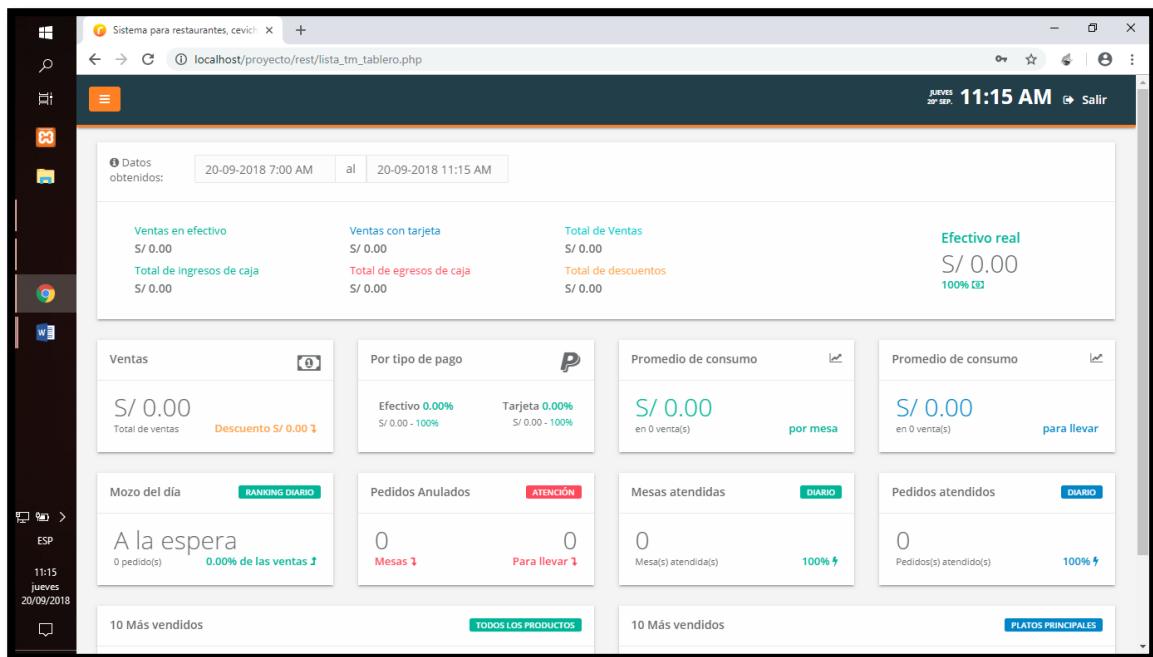 Sistema para restaurantes, cevich
localhost/proyecto/rest/lista_tm_tablero.php
JUEVES
20° SEP.
11:15 AM
Salir
Datos
obtenidos:
20-09-2018 7:00 AM al 20-09-2018 11:15 AM
Ventas en efectivo
S/ 0.00
Ventas con tarjeta
S/ 0.00
Total de Ventas
S/ 0.00
Total de ingresos de caja
S/ 0.00
Total de egresos de caja
S/ 0.00
Total de descuentos
S/ 0.00
Efectivo real
S/ 0.00
100%
Ventas
S/ 0.00
Total de ventas
Descuento S/ 0.00
Por tipo de pago
Efectivo 0.00%
S/ 0.00 - 100%
Tarjeta 0.00%
S/ 0.00 - 100%
Promedio de consumo
S/ 0.00
en 0 venta(s)
por mesa
Promedio de consumo
S/ 0.00
en 0 venta(s)
para llevar
Mozo del día
RANKING DIARIO
A la espera
0 pedido(s)
0.00% de las ventas
Pedidos Anulados
ATENCIÓN
0
Mesas
0
Para llevar
Mesas atendidas
DIARIO
0
Mesa(s) atendida(s)
100%
Pedidos atendidos
DIARIO
0
Pedidos(s) atendido(s)
100%
10 Más vendidos
TODOS LOS PRODUCTOS
10 Más vendidos
PLATOS PRINCIPALES
ESP
11:15
jueves
20/09/2018